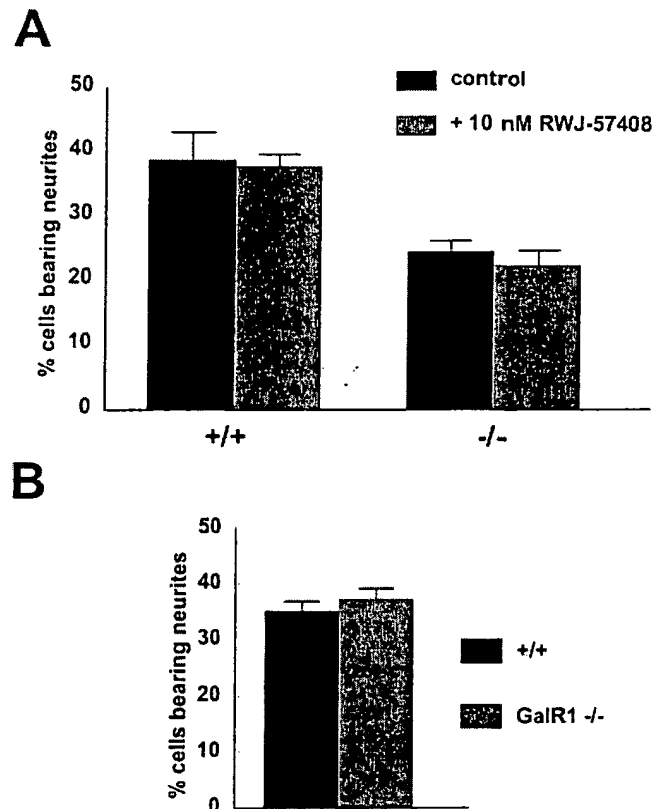 A
control
+ 10 nM RWJ-57408
% cells bearing neurites
50
40
30
20
10
0
+/+
-/-
B
% cells bearing neurites
50
40
30
20
10
0
+/+
GalR1 -/-